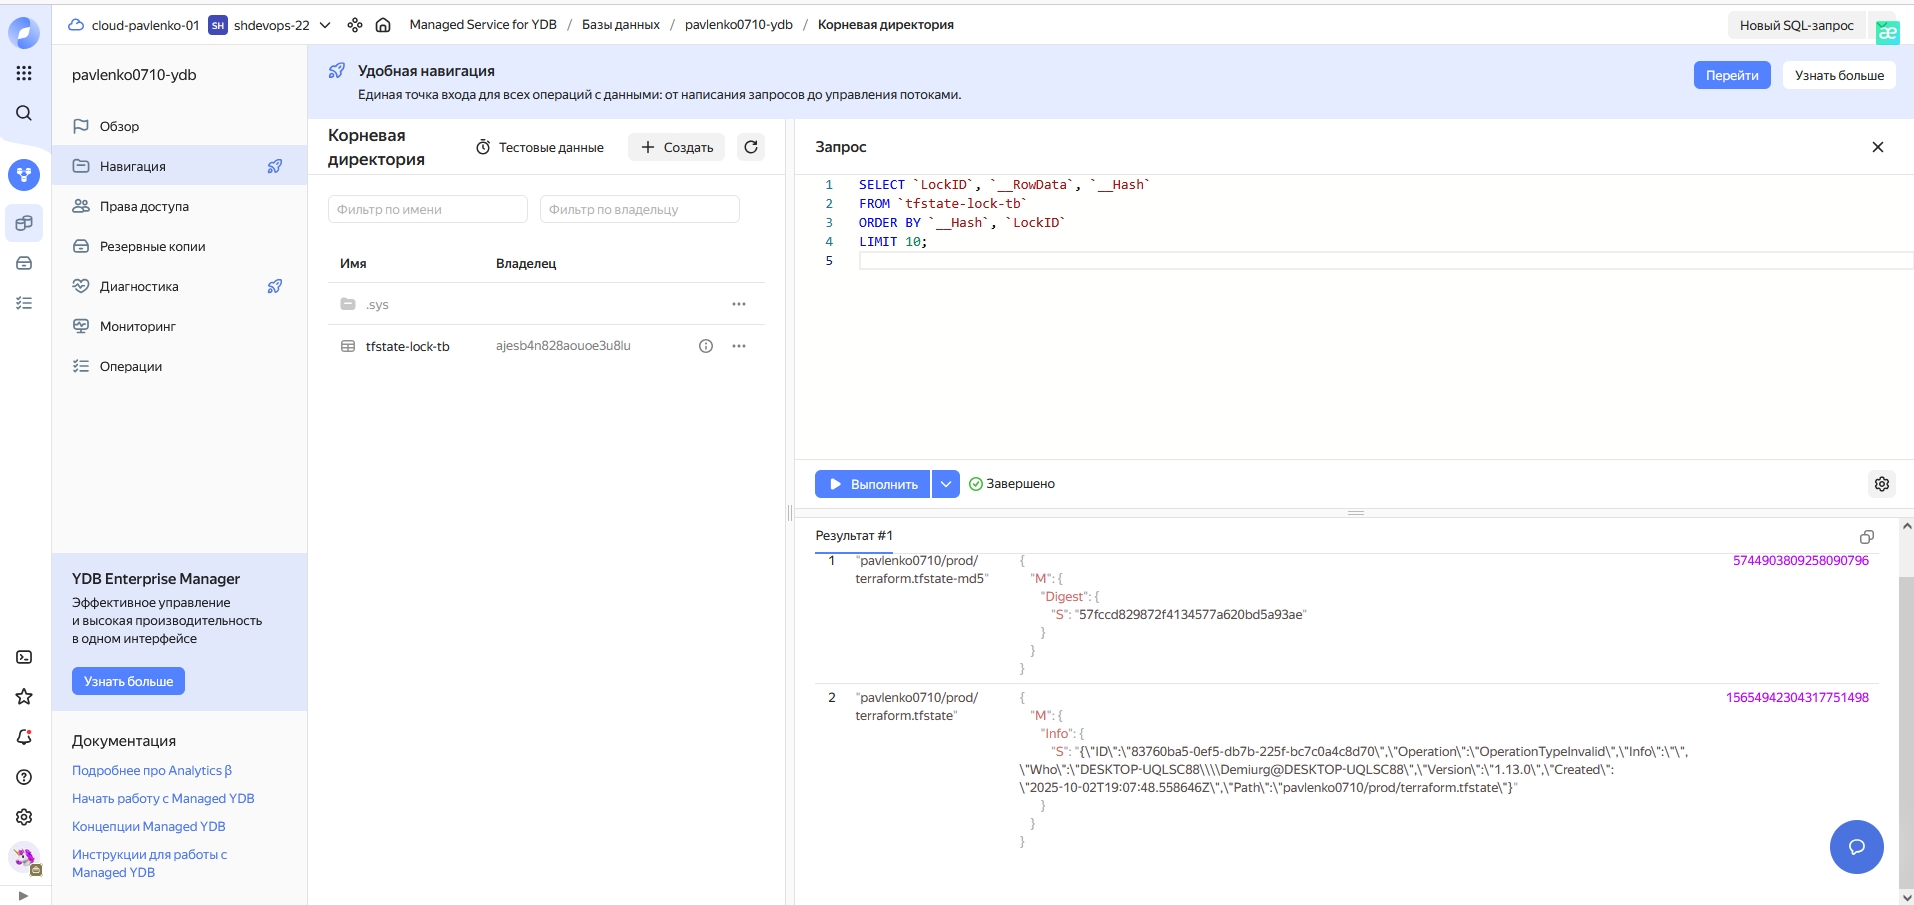 cloud-pavlenko-01 SH shdevops-22 Managed Service for YDB / Базы данных / pavlenko0710-ydb / Корневая директория
Новый SQL-запрос
æ
pavlenko0710-ydb
Обзор
Навигация
Права доступа
Резервные копии
Диагностика
Мониторинг
Операции
YDB Enterprise Manager
Эффективное управление
и высокая производительность
в одном интерфейсе
Узнать больше
Документация
Подробнее про Analytics β
Начать работу с Managed YDB
Концепции Managed YDB
Инструкции для работы с
Managed YDB
Удобная навигация
Единая точка входа для всех операций с данными: от написания запросов до управления потоками.
Перейти
Узнать больше
Корневая
директория
Тестовые данные
Создать
Фильтр по имени
Фильтр по владельцу
Имя Владелец
.sys
tfstate-lock-tb ajesb4n828aouoe3u8lu
Запрос
1 SELECT `LockID`, `__RowData`, `__Hash`
2 FROM `tfstate-lock-tb`
3 ORDER BY `__Hash`, `LockID`
4 LIMIT 10;
5
Выполнить
Завершено
Результат #1
1 "pavlenko0710/prod/ { 5744903809258090796
terraform.tfstate-md5" "M": {
"Digest": {
"S": "57fccd829872f4134577a620bd5a93ae"
}
}
}
2 "pavlenko0710/prod/ { 15654942304317751498
terraform.tfstate" "M": {
"Info": {
"S": "{\"ID\":\"83760ba5-0ef5-db7b-225f-bc7c0a4c8d70\",\"Operation\":\"OperationTypeInvalid\",\"Info\":\"\",
\"Who\":\"DESKTOP-UQLSC88\\\\Demiurg@DESKTOP-UQLSC88\",\"Version\":\"1.13.0\",\"Created\":
\"2025-10-02T19:07:48.558646Z\",\"Path\":\"pavlenko0710/prod/terraform.tfstate\"}"
}
}
}